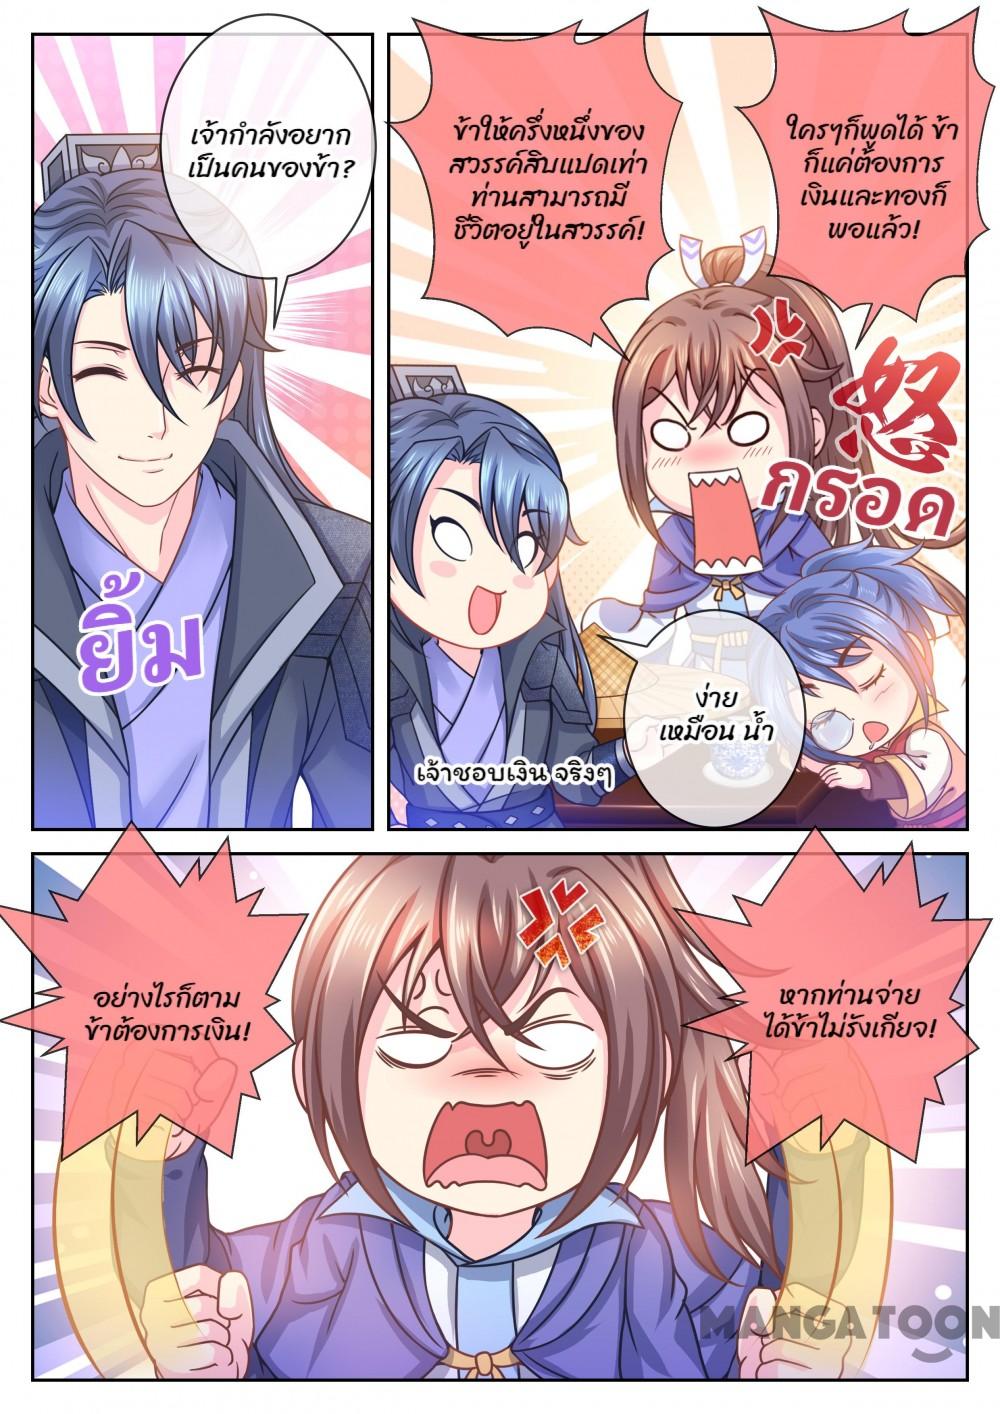 เจ้ากำลังอยาก
เป็นคนของข้า?
ยิ้ม
ข้าให้ครึ่งหนึ่งของ
สวรรค์สิบแปดเท่า
ท่านสามารถมี
ชีวิตอยู่ในสวรรค์!
ใครๆก็พูดได้ ข้า
ก็แค่ต้องการ
เงินและทองก็
พอแล้ว!
怒
กรอด
ง่าย
เหมือน น้ำ
เจ้าชอบเงิน จริงๆ
อย่างไรก็ตาม
ข้าต้องการเงิน!
หากท่านจ่าย
ได้ข้าไม่รังเกียจ!
MANGATOON